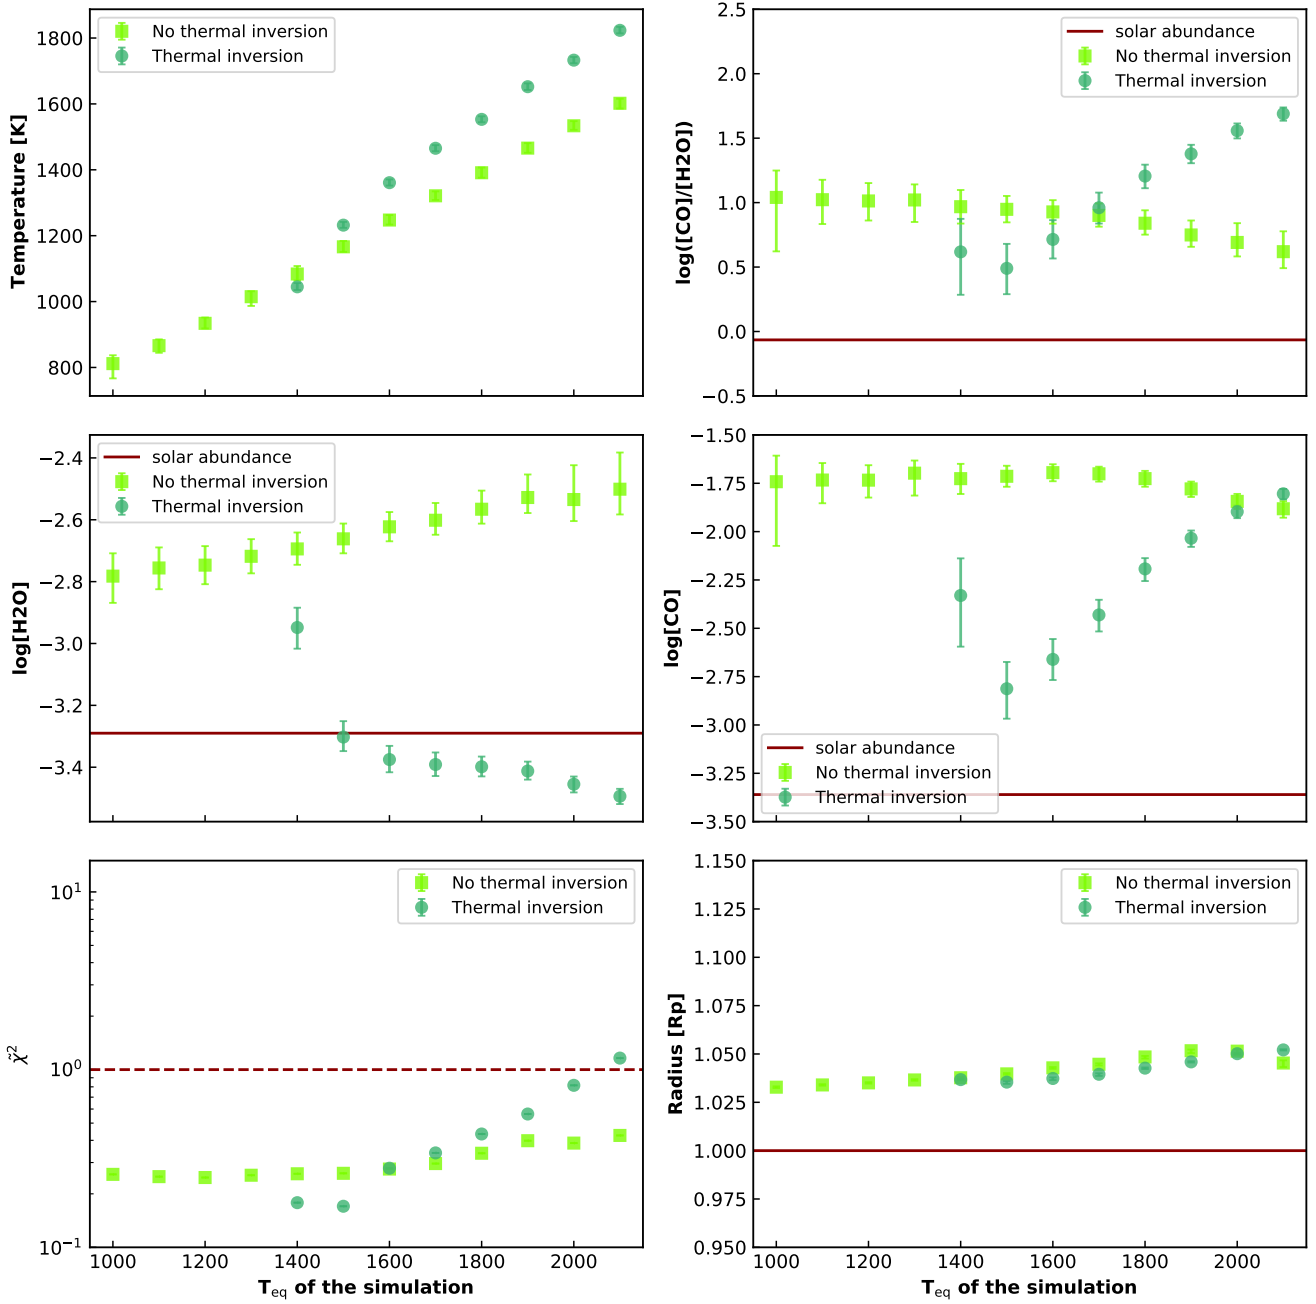 No thermal inversion
Thermal inversion
Temperature [K]
1800
1600
1400
1200
1000
800
solar abundance
No thermal inversion
Thermal inversion
log([CO]/[H2O])
2.5
2.0
1.5
1.0
0.5
0.0
−0.5
solar abundance
No thermal inversion
Thermal inversion
log[H2O]
−2.4
−2.6
−2.8
−3.0
−3.2
−3.4
solar abundance
No thermal inversion
Thermal inversion
log[CO]
−1.50
−1.75
−2.00
−2.25
−2.50
−2.75
−3.00
−3.25
−3.50
No thermal inversion
Thermal inversion
χ̃²
10¹
10⁰
10⁻¹
1000 1200 1400 1600 1800 2000
T_eq of the simulation
No thermal inversion
Thermal inversion
Radius [Rp]
1.150
1.125
1.100
1.075
1.050
1.025
1.000
0.975
0.950
1000 1200 1400 1600 1800 2000
T_eq of the simulation